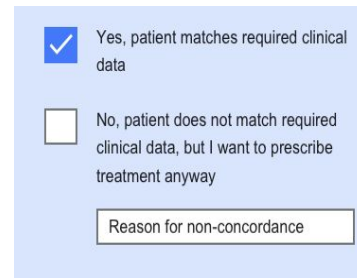 Yes, patient matches required clinical
data
No, patient does not match required
clinical data, but I want to prescribe
treatment anyway
Reason for non-concordance